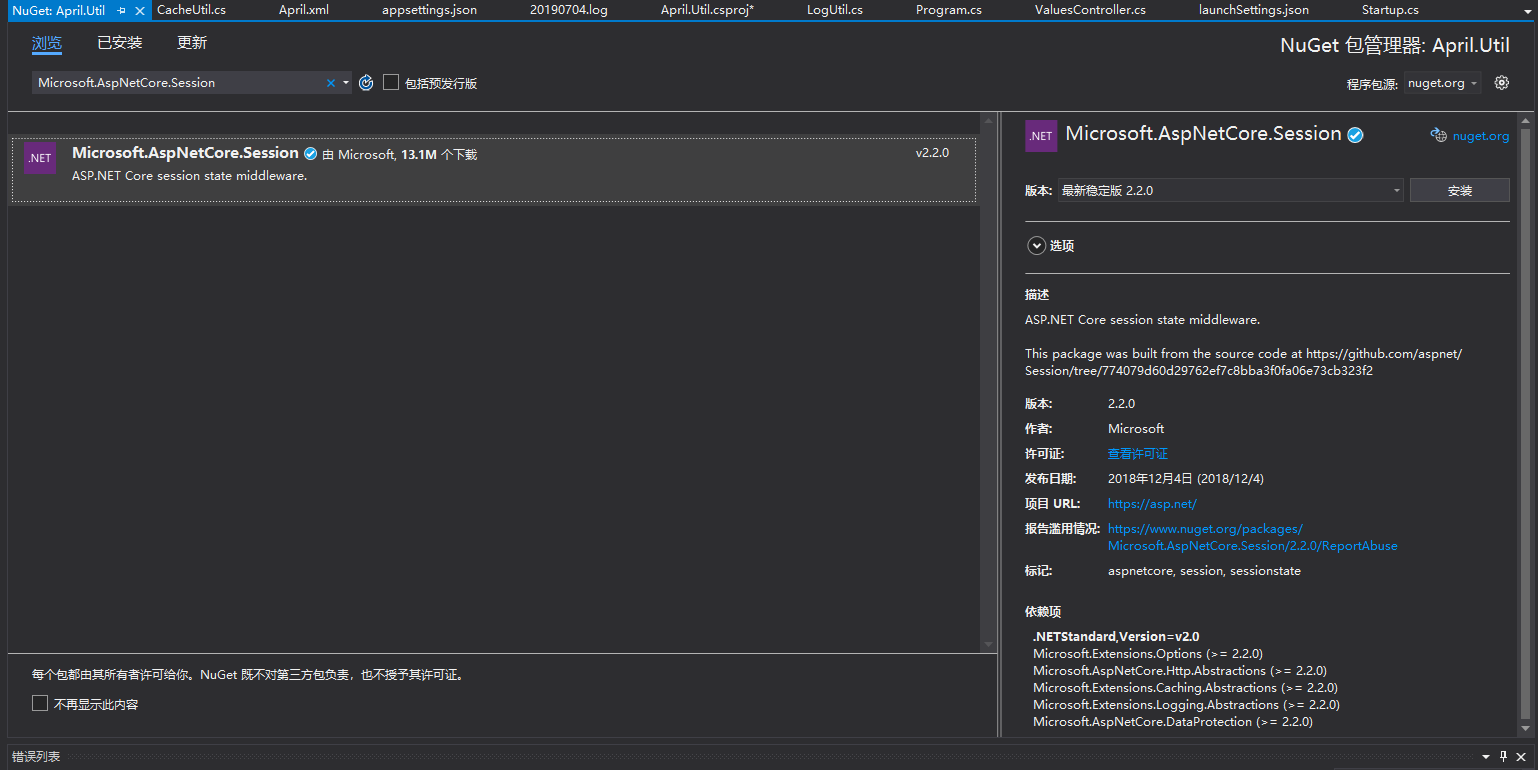 NuGet: April.Util
CacheUtil.cs
April.xml
appsettings.json
20190704.log
April.Util.csproj*
LogUtil.cs
Program.cs
ValuesController.cs
launchSettings.json
Startup.cs
浏览
已安装
更新
NuGet 包管理器: April.Util
Microsoft.AspNetCore.Session
包括预发行版
程序包源: nuget.org
.NET
Microsoft.AspNetCore.Session 由 Microsoft, 13.1M 个下载
v2.2.0
ASP.NET Core session state middleware.
每个包都由其所有者许可给你。NuGet 既不对第三方包负责，也不授予其许可证。
不再显示此内容
.NET
Microsoft.AspNetCore.Session
nuget.org
版本: 最新稳定版 2.2.0
安装
选项
描述
ASP.NET Core session state middleware.
This package was built from the source code at https://github.com/aspnet/
Session/tree/774079d60d29762ef7c8bba3f0fa06e73cb323f2
版本: 2.2.0
作者: Microsoft
许可证: 查看许可证
发布日期: 2018年12月4日 (2018/12/4)
项目 URL: https://asp.net/
报告滥用情况: https://www.nuget.org/packages/
Microsoft.AspNetCore.Session/2.2.0/ReportAbuse
标记: aspnetcore, session, sessionstate
依赖项
.NETStandard,Version=v2.0
Microsoft.Extensions.Options (>= 2.2.0)
Microsoft.AspNetCore.Http.Abstractions (>= 2.2.0)
Microsoft.Extensions.Caching.Abstractions (>= 2.2.0)
Microsoft.Extensions.Logging.Abstractions (>= 2.2.0)
Microsoft.AspNetCore.DataProtection (>= 2.2.0)
错误列表